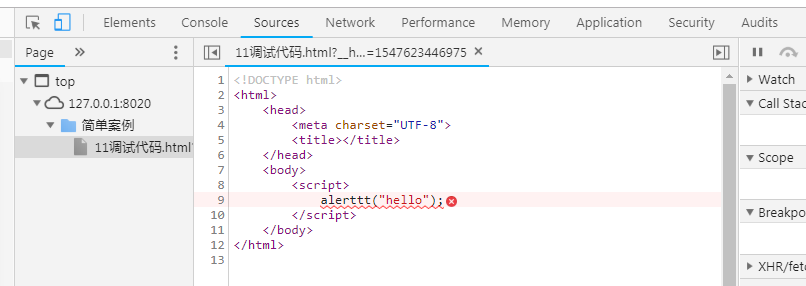 Elements Console Sources Network Performance Memory Application Security Audits
Page » 11调试代码.html?__h…=1547623446975 ×
top
127.0.0.1:8020
简单案例
11调试代码.html?
1 <!DOCTYPE html>
2 <html>
3 <head>
4 <meta charset="UTF-8">
5 <title></title>
6 </head>
7 <body>
8 <script>
9 alerttt("hello");
10 </script>
11 </body>
12 </html>
13
Watch
Call Stac
Scope
Breakpo
XHR/fetc